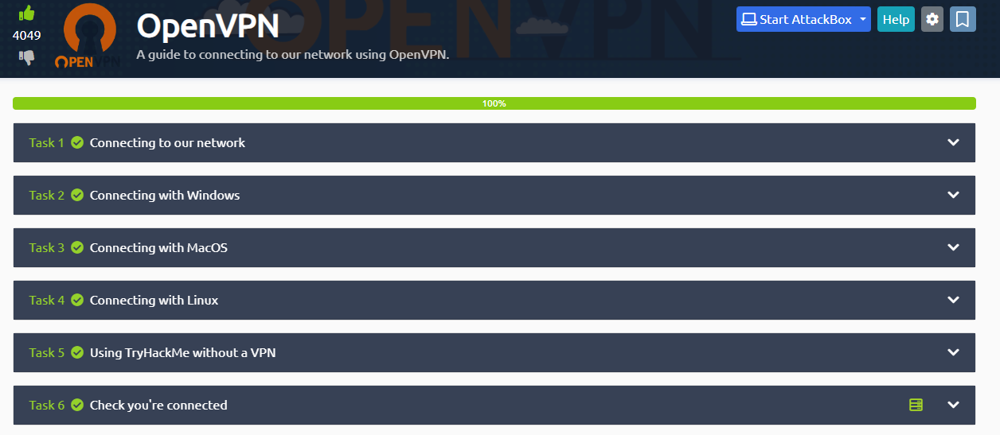 4049
OPENVPN
OpenVPN
A guide to connecting to our network using OpenVPN.
OPENVPN
Start AttackBox
Help
100%
Task 1 Connecting to our network
Task 2 Connecting with Windows
Task 3 Connecting with MacOS
Task 4 Connecting with Linux
Task 5 Using TryHackMe without a VPN
Task 6 Check you're connected